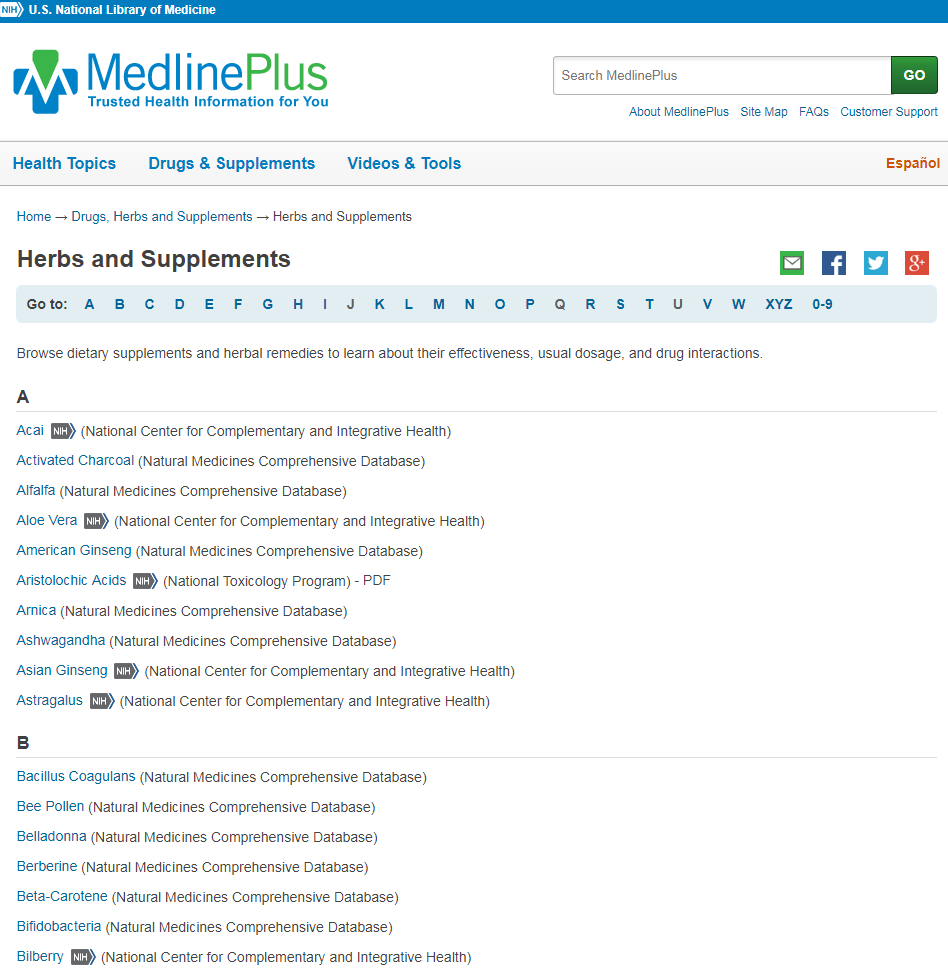 NIH U.S. National Library of Medicine
MedlinePlus
Trusted Health Information for You
Search MedlinePlus GO
About MedlinePlus Site Map FAQs Customer Support
Health Topics Drugs & Supplements Videos & Tools Español
Home → Drugs, Herbs and Supplements → Herbs and Supplements
Herbs and Supplements
Go to: A B C D E F G H I J K L M N O P Q R S T U V W XYZ 0-9
Browse dietary supplements and herbal remedies to learn about their effectiveness, usual dosage, and drug interactions.
A
Acai NIH (National Center for Complementary and Integrative Health)
Activated Charcoal (Natural Medicines Comprehensive Database)
Alfalfa (Natural Medicines Comprehensive Database)
Aloe Vera NIH (National Center for Complementary and Integrative Health)
American Ginseng (Natural Medicines Comprehensive Database)
Aristolochic Acids NIH (National Toxicology Program) - PDF
Arnica (Natural Medicines Comprehensive Database)
Ashwagandha (Natural Medicines Comprehensive Database)
Asian Ginseng NIH (National Center for Complementary and Integrative Health)
Astragalus NIH (National Center for Complementary and Integrative Health)
B
Bacillus Coagulans (Natural Medicines Comprehensive Database)
Bee Pollen (Natural Medicines Comprehensive Database)
Belladonna (Natural Medicines Comprehensive Database)
Berberine (Natural Medicines Comprehensive Database)
Beta-Carotene (Natural Medicines Comprehensive Database)
Bifidobacteria (Natural Medicines Comprehensive Database)
Bilberry NIH (National Center for Complementary and Integrative Health)